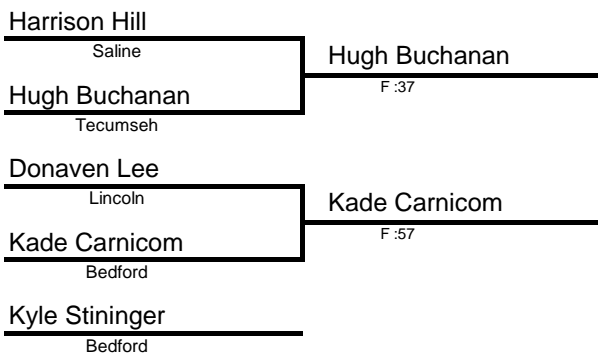 Harrison Hill
Saline
Hugh Buchanan
F :37
Hugh Buchanan
Tecumseh
Donaven Lee
Lincoln
Kade Carnicom
F :57
Kade Carnicom
Bedford
Kyle Stininger
Bedford